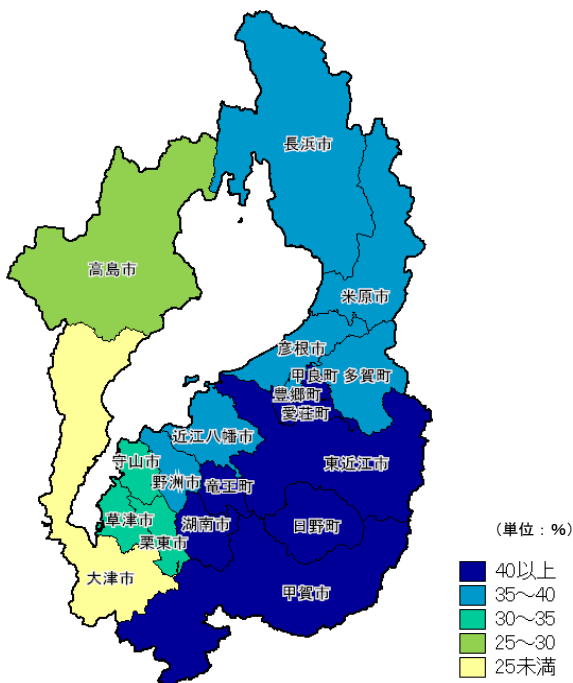 長浜市
高島市
米原市
彦根市
甲良町
多賀町
豊郷町
愛荘町
近江八幡市
守山市
東近江市
野洲市
竜王町
草津市
湖南市
日野町
栗東市
大津市
甲賀市
(単位:%)
40以上
35～40
30～35
25～30
25未満